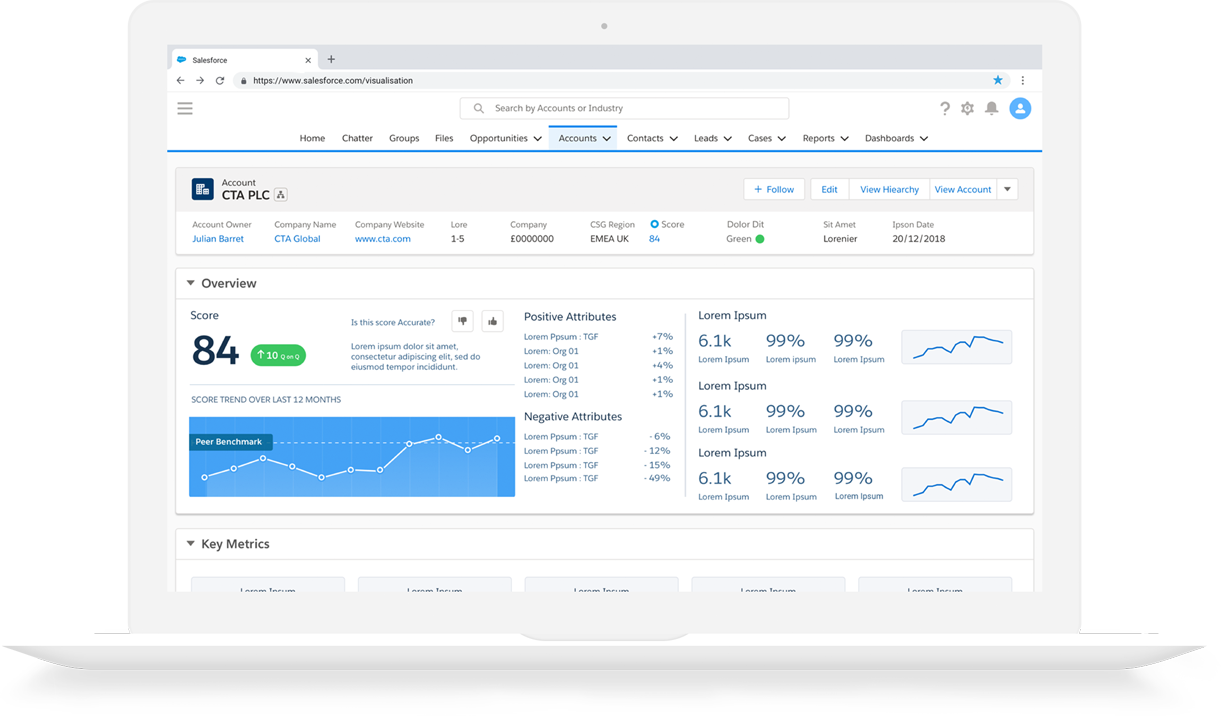 Salesforce
https://www.salesforce.com/visualisation
Search by Accounts or Industry
Home Chatter Groups Files Opportunities Accounts Contacts Leads Cases Reports Dashboards
Account
CTA PLC
+ Follow Edit View Hiearchy View Account
Account Owner Company Name Company Website Lore Company CSG Region Score Dolor Dit Sit Amet Ipson Date
Julian Barret CTA Global www.cta.com 1-5 £0000000 EMEA UK 84 Green Lorenier 20/12/2018
Overview
Score
84
10 Q on Q
Is this score Accurate?
Lorem ipsum dolor sit amet,
consectetur adipiscing elit, sed do
eiusmod tempor incididunt.
SCORE TREND OVER LAST 12 MONTHS
Peer Benchmark
Positive Attributes
Lorem Ppsum : TGF +7%
Lorem: Org 01 +1%
Lorem: Org 01 +4%
Lorem: Org 01 +1%
Lorem: Org 01 +1%
Negative Attributes
Lorem Ppsum : TGF - 6%
Lorem Ppsum : TGF - 12%
Lorem Ppsum : TGF - 15%
Lorem Ppsum : TGF - 49%
Lorem Ipsum
6.1k 99% 99%
Lorem Ipsum Lorem ipsum Lorem Ipsum
Lorem Ipsum
6.1k 99% 99%
Lorem Ipsum Lorem Ipsum Lorem Ipsum
Lorem Ipsum
6.1k 99% 99%
Lorem Ipsum Lorem Ipsum Lorem Ipsum
Key Metrics
Lorem Ipsum Lorem Ipsum Lorem Ipsum Lorem Ipsum Lorem Ipsum